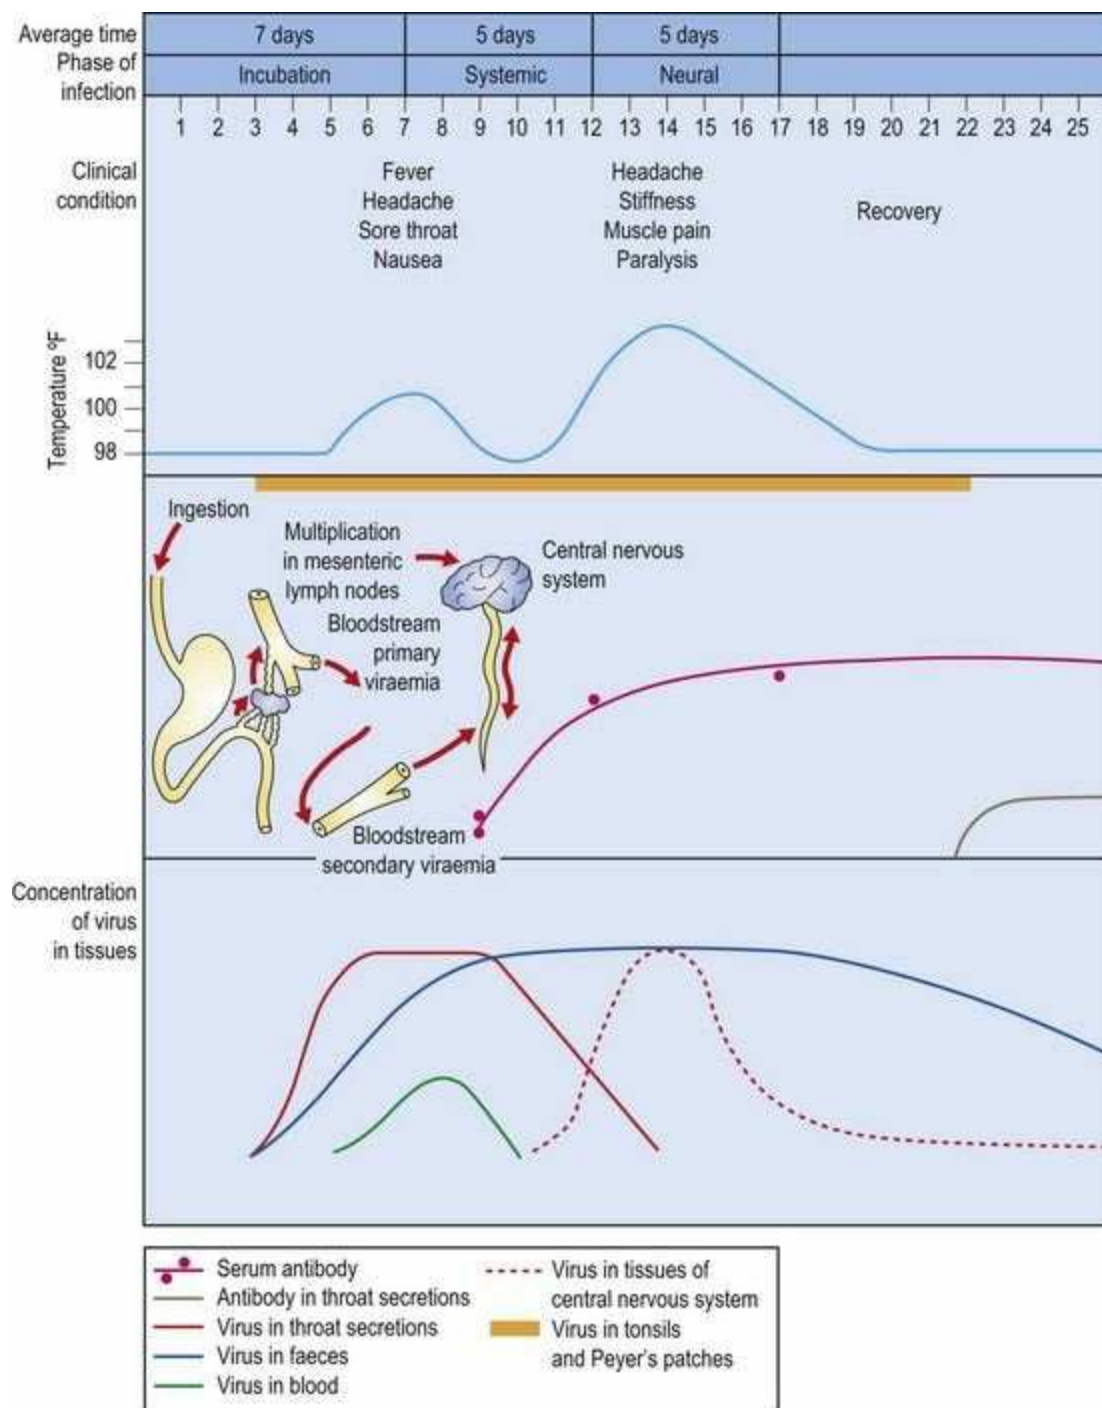 Average time
7 days
5 days
5 days
Phase of
infection
Incubation
Systemic
Neural
1 2 3 4 5 6 7 8 9 10 11 12 13 14 15 16 17 18 19 20 21 22 23 24 25
Clinical
condition
Fever
Headache
Sore throat
Nausea
Headache
Stiffness
Muscle pain
Paralysis
Recovery
Temperature ºF
102
100
98
Ingestion
Multiplication
in mesenteric
lymph nodes
Central nervous
system
Bloodstream
primary
viraemia
Bloodstream
secondary viraemia
Concentration
of virus
in tissues
Serum antibody
Antibody in throat secretions
Virus in throat secretions
Virus in faeces
Virus in blood
Virus in tissues of
central nervous system
Virus in tonsils
and Peyer's patches